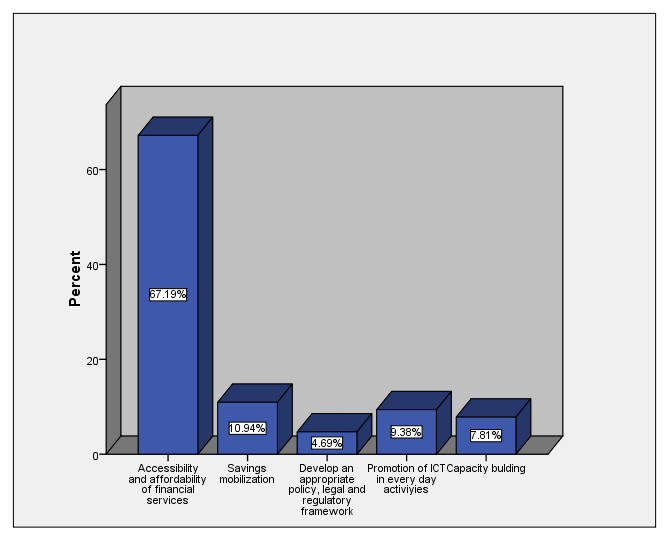 Percent
60
40
20
0
67.19%
10.94%
4.69%
9.38%
7.81%
Accessibility
and affordability
of financial
services
Savings
mobilization
Develop an
appropriate
policy, legal and
regulatory
framework
Promotion of ICT
in every day
activiyies
Capacity bulding